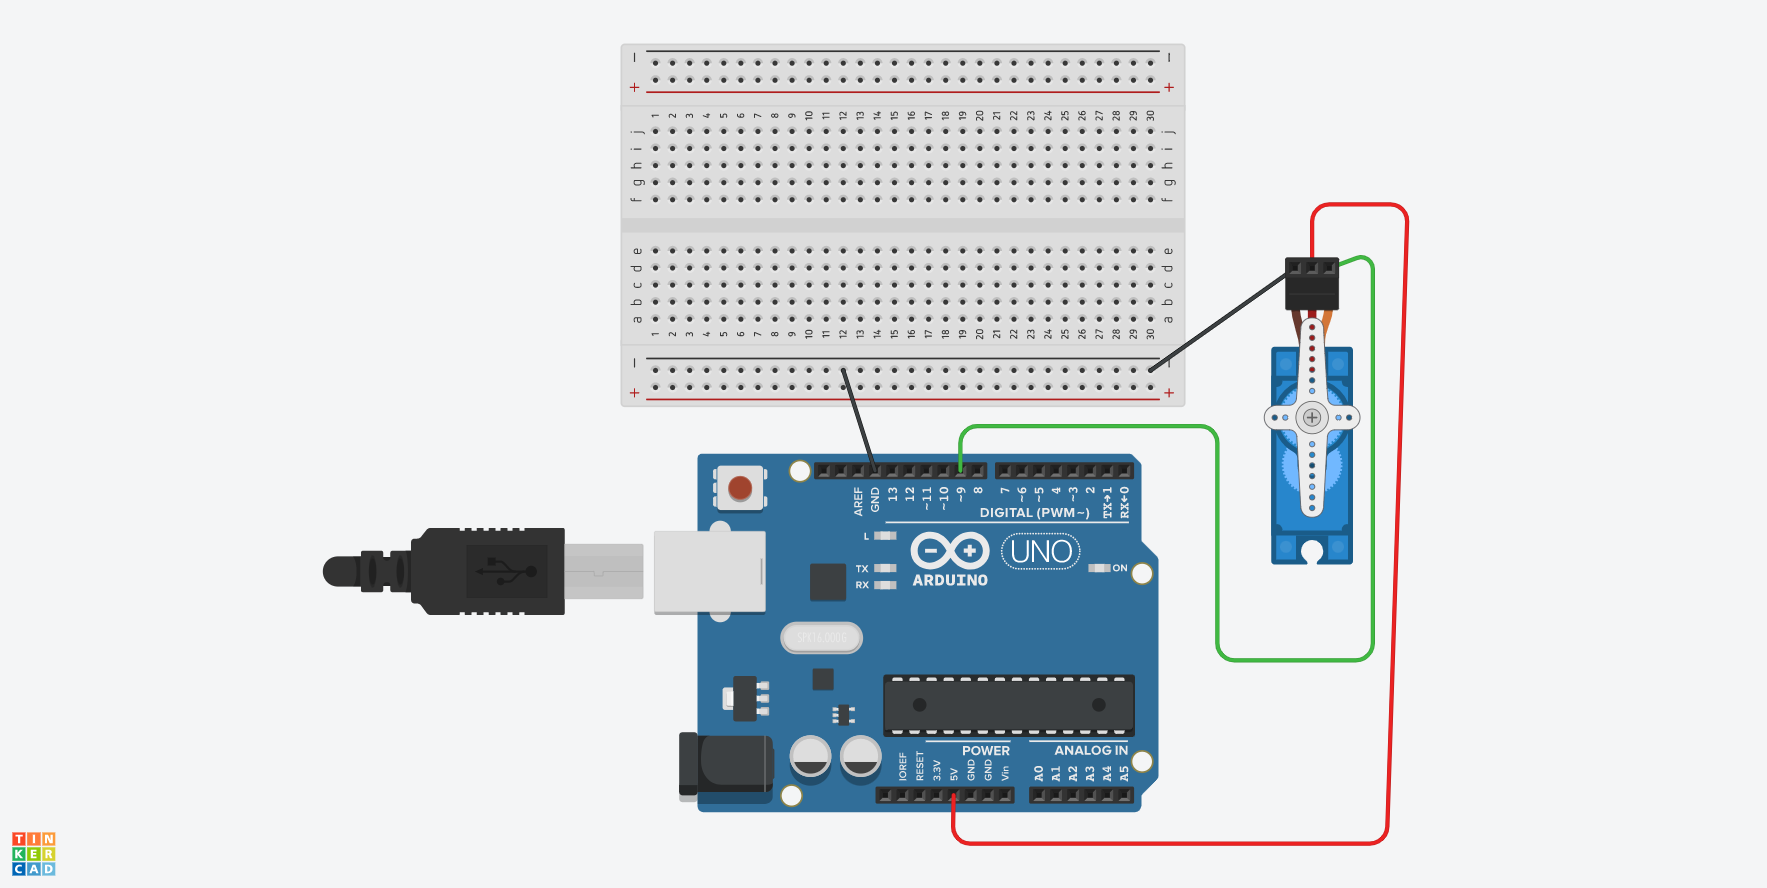 − −
+ +
1 2 3 4 5 6 7 8 9 10 11 12 13 14 15 16 17 18 19 20 21 22 23 24 25 26 27 28 29 30
j j
i i
h h
g g
f f
e e
d d
c c
b b
a a
1 2 3 4 5 6 7 8 9 10 11 12 13 14 15 16 17 18 19 20 21 22 23 24 25 26 27 28 29 30
− −
+ +
AREF GND 13 12 ~11 ~10 ~9 8 7 ~6 ~5 4 ~3 2 TX→1 RX←0
DIGITAL (PWM~)
L
UNO
TX ON
RX ARDUINO
SPK16.000G
POWER ANALOG IN
IOREF RESET 3.3V 5V GND GND Vin A0 A1 A2 A3 A4 A5
TIN
KER
CAD